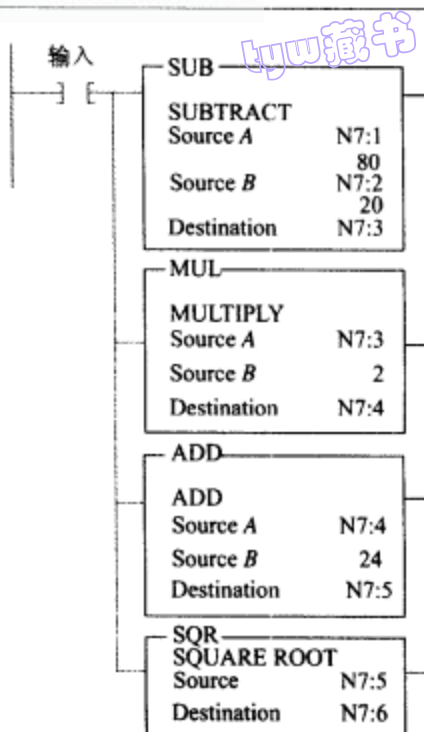 输入
tyw藏书
SUB
SUBTRACT
Source A N7:1
80
Source B N7:2
20
Destination N7:3
MUL
MULTIPLY
Source A N7:3
Source B 2
Destination N7:4
ADD
ADD
Source A N7:4
Source B 24
Destination N7:5
SQR
SQUARE ROOT
Source N7:5
Destination N7:6